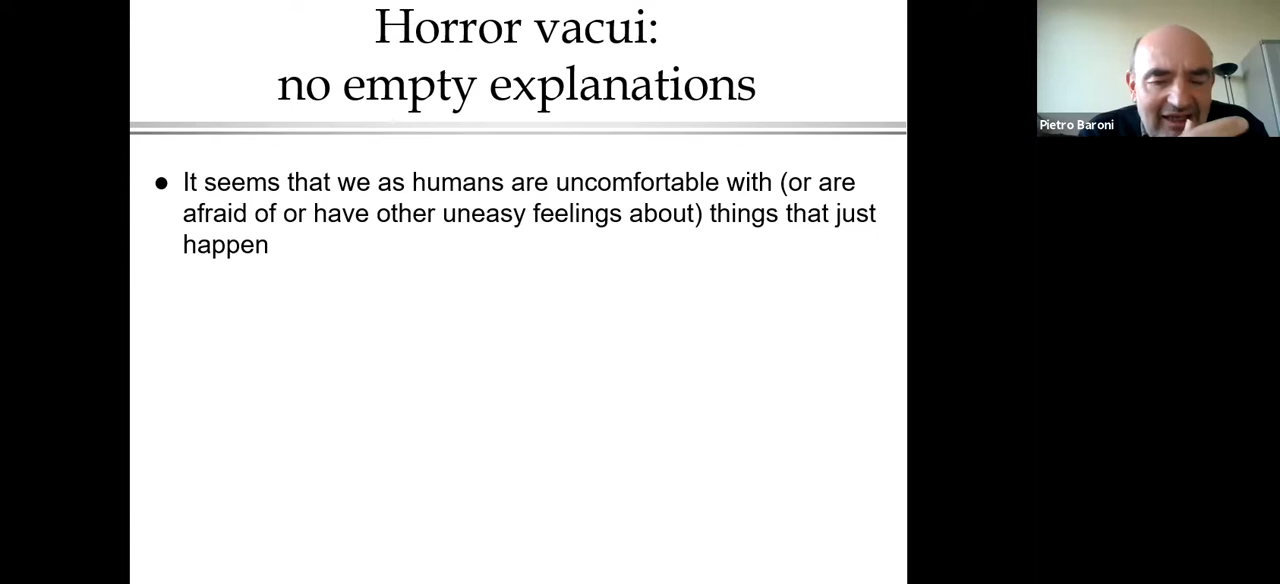 Horror vacui:
no empty explanations
● It seems that we as humans are uncomfortable with (or are
afraid of or have other uneasy feelings about) things that just
happen
Pietro Baroni